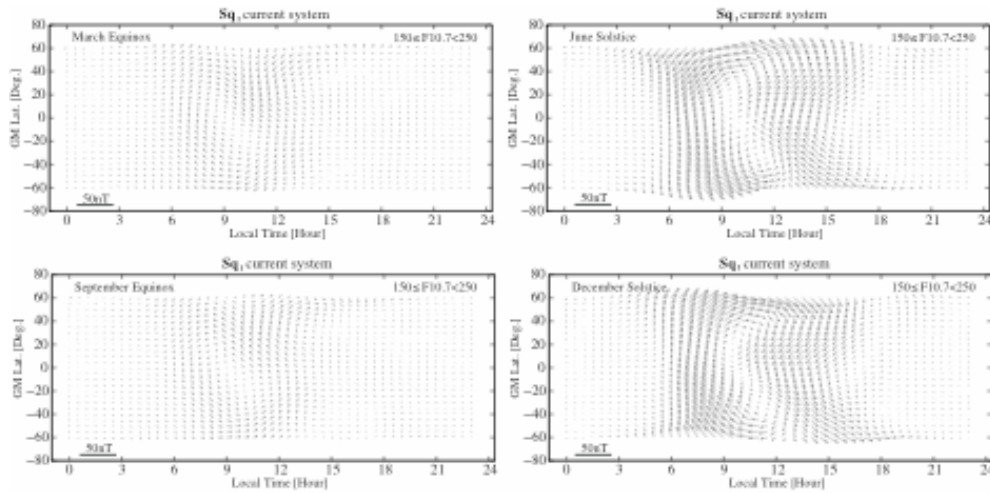 Sq₁ current system
March Equinox 150≤F10.7<250
GM Lat. [Deg.]
80
60
40
20
0
−20
−40
−60
−80
50nT
0 3 6 9 12 15 18 21 24
Local Time [Hour]
Sq₁ current system
June Solstice 150≤F10.7<250
GM Lat. [Deg.]
80
60
40
20
0
−20
−40
−60
−80
50nT
0 3 6 9 12 15 18 21 24
Local Time [Hour]
Sq₁ current system
September Equinox 150≤F10.7<250
GM Lat. [Deg.]
80
60
40
20
0
−20
−40
−60
−80
50nT
0 3 6 9 12 15 18 21 24
Local Time [Hour]
Sq₁ current system
December Solstice 150≤F10.7<250
GM Lat. [Deg.]
80
60
40
20
0
−20
−40
−60
−80
50nT
0 3 6 9 12 15 18 21 24
Local Time [Hour]